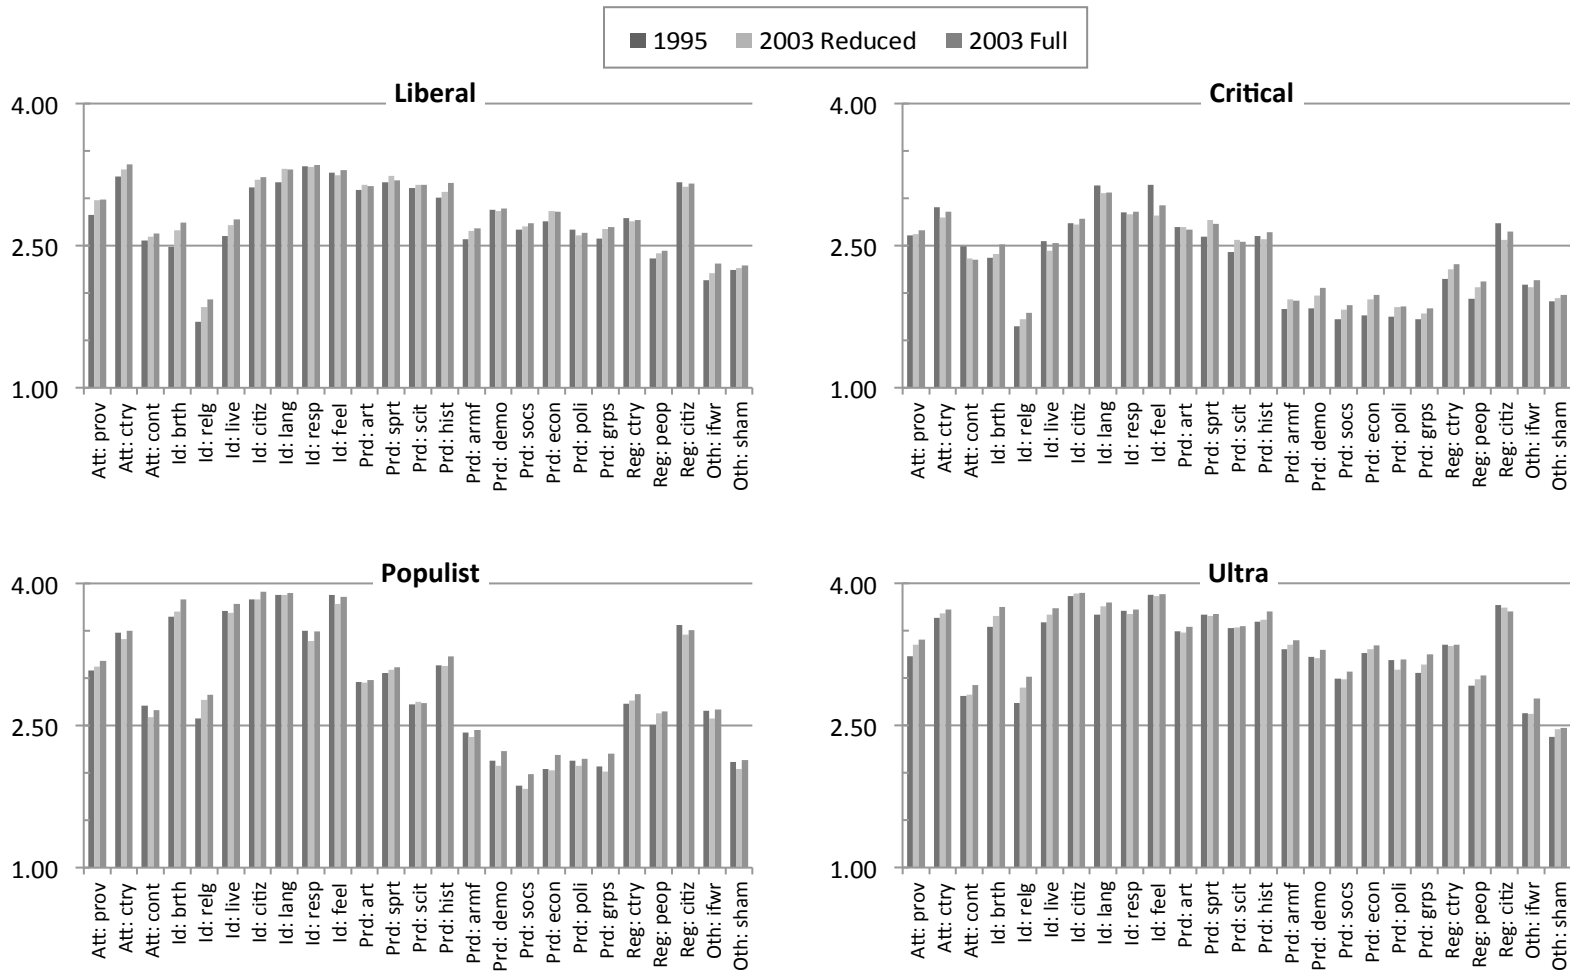 1995 2003 Reduced 2003 Full
Liberal
4.00
2.50
1.00
Att: prov
Att: ctry
Att: cont
Id: brth
Id: relg
Id: live
Id: citiz
Id: lang
Id: resp
Id: feel
Prd: art
Prd: sprt
Prd: scit
Prd: hist
Prd: armf
Prd: demo
Prd: socs
Prd: econ
Prd: poli
Prd: grps
Reg: ctry
Reg: peop
Reg: citiz
Oth: ifwr
Oth: sham
Critical
4.00
2.50
1.00
Att: prov
Att: ctry
Att: cont
Id: brth
Id: relg
Id: live
Id: citiz
Id: lang
Id: resp
Id: feel
Prd: art
Prd: sprt
Prd: scit
Prd: hist
Prd: armf
Prd: demo
Prd: socs
Prd: econ
Prd: poli
Prd: grps
Reg: ctry
Reg: peop
Reg: citiz
Oth: ifwr
Oth: sham
Populist
4.00
2.50
1.00
Att: prov
Att: ctry
Att: cont
Id: brth
Id: relg
Id: live
Id: citiz
Id: lang
Id: resp
Id: feel
Prd: art
Prd: sprt
Prd: scit
Prd: hist
Prd: armf
Prd: demo
Prd: socs
Prd: econ
Prd: poli
Prd: grps
Reg: ctry
Reg: peop
Reg: citiz
Oth: ifwr
Oth: sham
Ultra
4.00
2.50
1.00
Att: prov
Att: ctry
Att: cont
Id: brth
Id: relg
Id: live
Id: citiz
Id: lang
Id: resp
Id: feel
Prd: art
Prd: sprt
Prd: scit
Prd: hist
Prd: armf
Prd: demo
Prd: socs
Prd: econ
Prd: poli
Prd: grps
Reg: ctry
Reg: peop
Reg: citiz
Oth: ifwr
Oth: sham